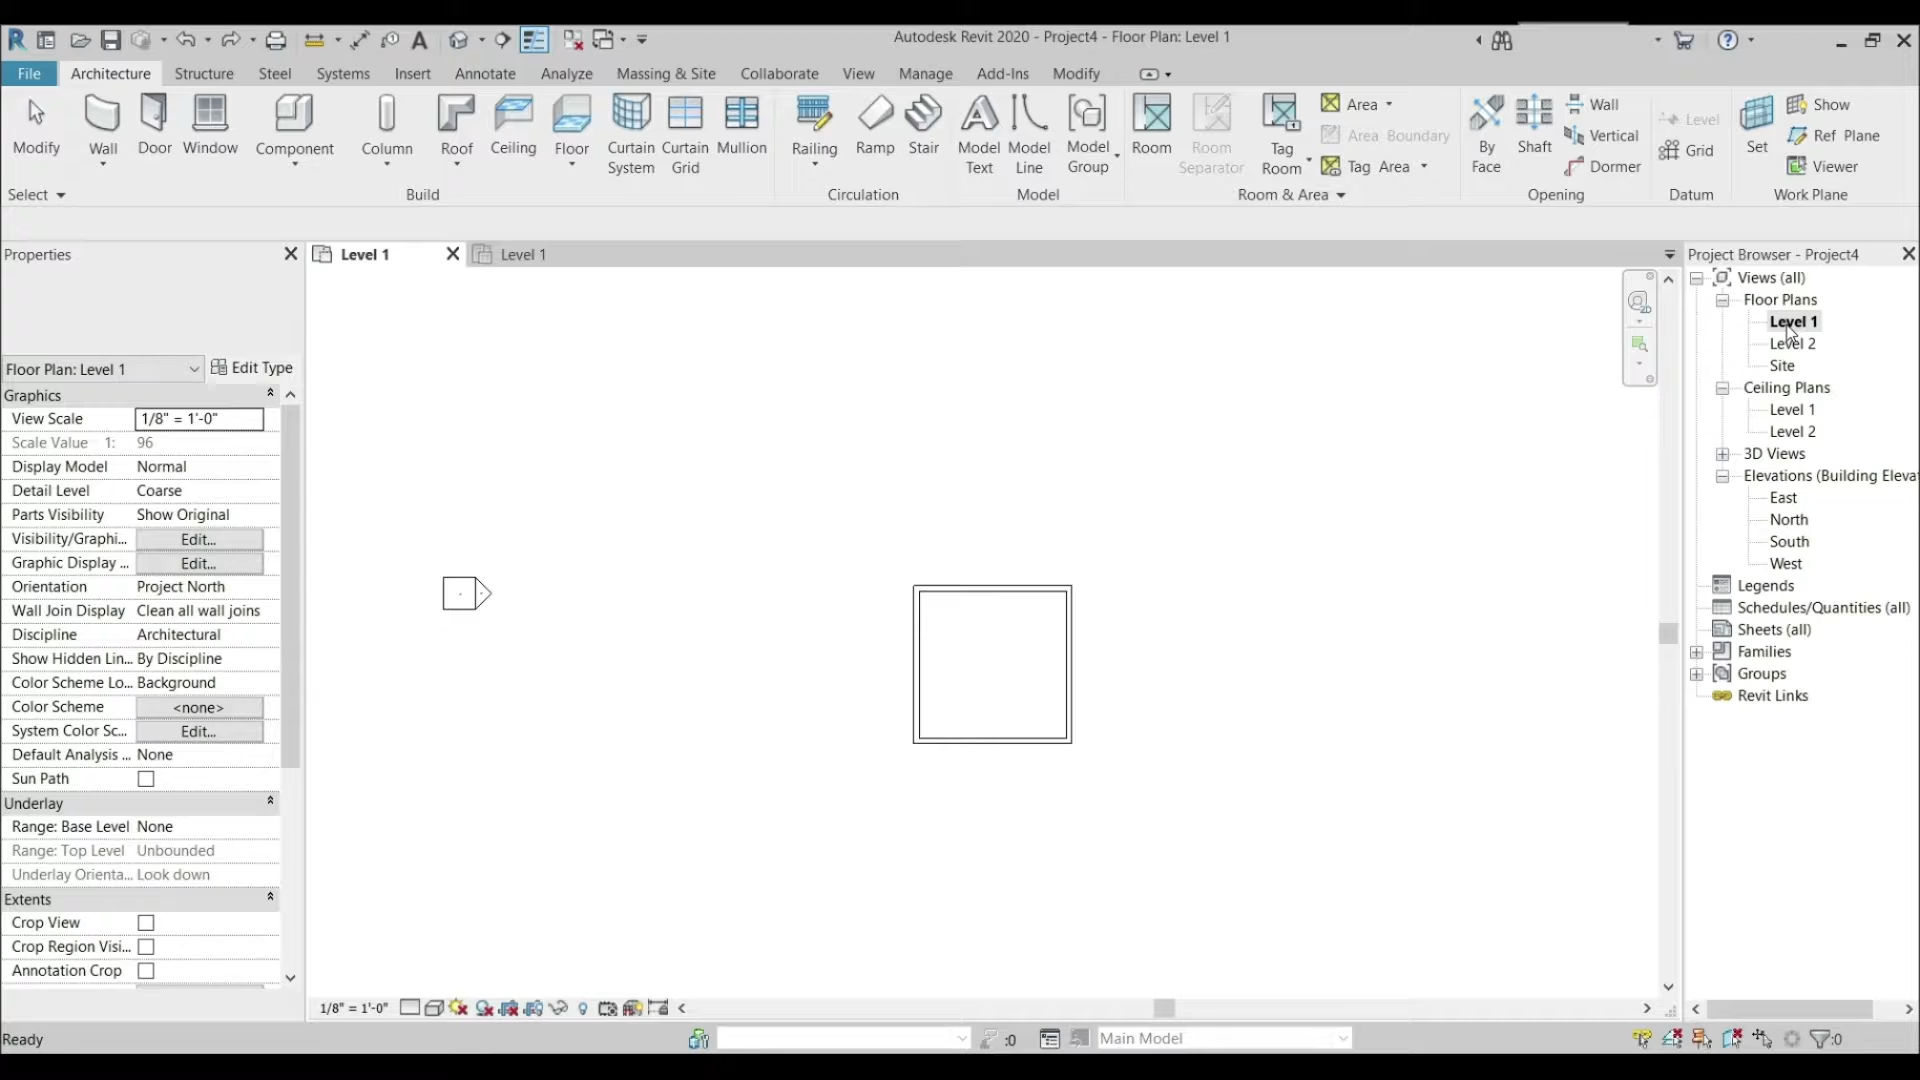 Autodesk Revit 2020 - Project4 - Floor Plan: Level 1
File Architecture Structure Steel Systems Insert Annotate Analyze Massing & Site Collaborate View Manage Add-Ins Modify
Modify
Wall
Door
Window
Component
Column
Roof
Ceiling
Floor
Curtain System
Curtain Grid
Mullion
Railing
Ramp
Stair
Model Text
Model Line
Model Group
Room
Room Separator
Tag Room
Area
Area Boundary
Tag Area
By Face
Shaft
Wall
Vertical
Dormer
Level
Grid
Set
Show
Ref Plane
Viewer
Select
Build
Circulation
Model
Room & Area
Opening
Datum
Work Plane
Properties
Floor Plan: Level 1
Edit Type
Graphics
View Scale 1/8" = 1'-0"
Scale Value 1: 96
Display Model Normal
Detail Level Coarse
Parts Visibility Show Original
Visibility/Graphi... Edit...
Graphic Display ... Edit...
Orientation Project North
Wall Join Display Clean all wall joins
Discipline Architectural
Show Hidden Lin... By Discipline
Color Scheme Lo... Background
Color Scheme <none>
System Color Sc... Edit...
Default Analysis ... None
Sun Path
Underlay
Range: Base Level None
Range: Top Level Unbounded
Underlay Orienta... Look down
Extents
Crop View
Crop Region Visi...
Annotation Crop
Level 1
Level 1
2D
1/8" = 1'-0"
Project Browser - Project4
Views (all)
Floor Plans
Level 1
Level 2
Site
Ceiling Plans
Level 1
Level 2
3D Views
Elevations (Building Eleva
East
North
South
West
Legends
Schedules/Quantities (all)
Sheets (all)
Families
Groups
Revit Links
Ready
:0
Main Model
:0